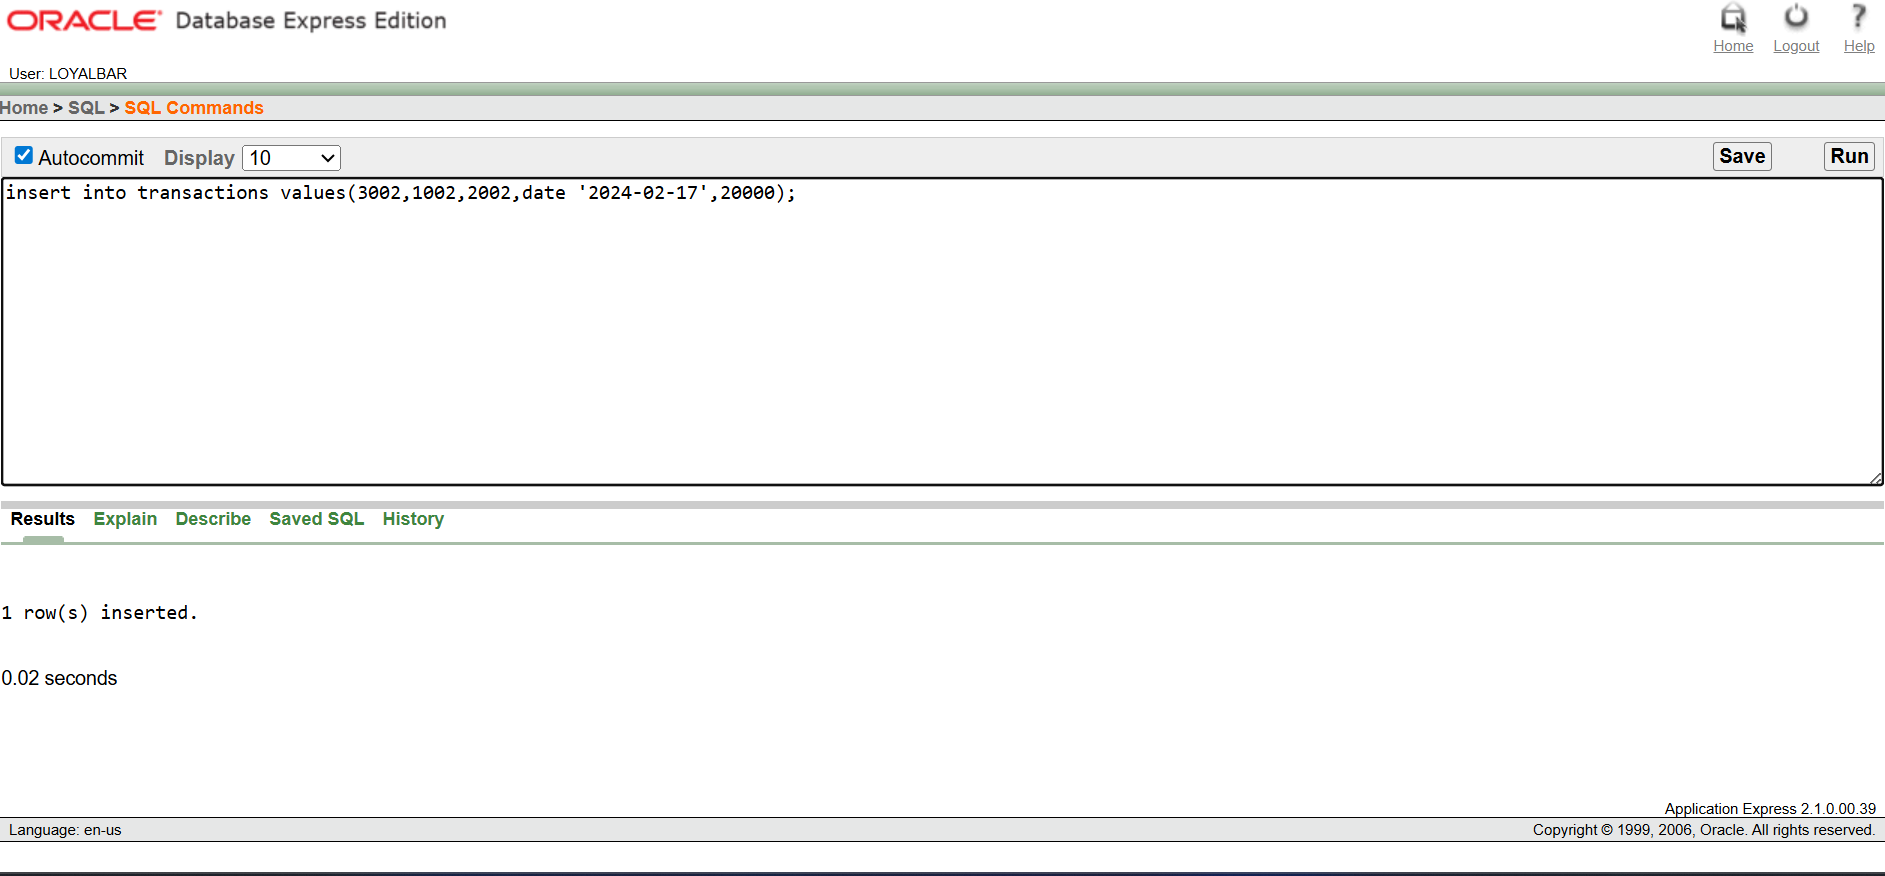 ORACLE Database Express Edition
Home Logout Help
User: LOYALBAR
Home > SQL > SQL Commands
Autocommit Display 10 Save Run
insert into transactions values(3002,1002,2002,date '2024-02-17',20000);
Results Explain Describe Saved SQL History
1 row(s) inserted.
0.02 seconds
Application Express 2.1.0.00.39
Language: en-us Copyright © 1999, 2006, Oracle. All rights reserved.